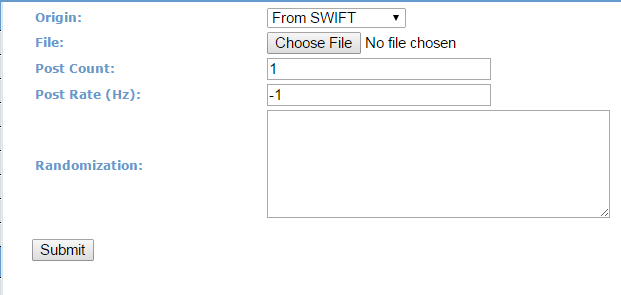 Origin: From SWIFT
File: Choose File No file chosen
Post Count: 1
Post Rate (Hz): -1
Randomization:
Submit